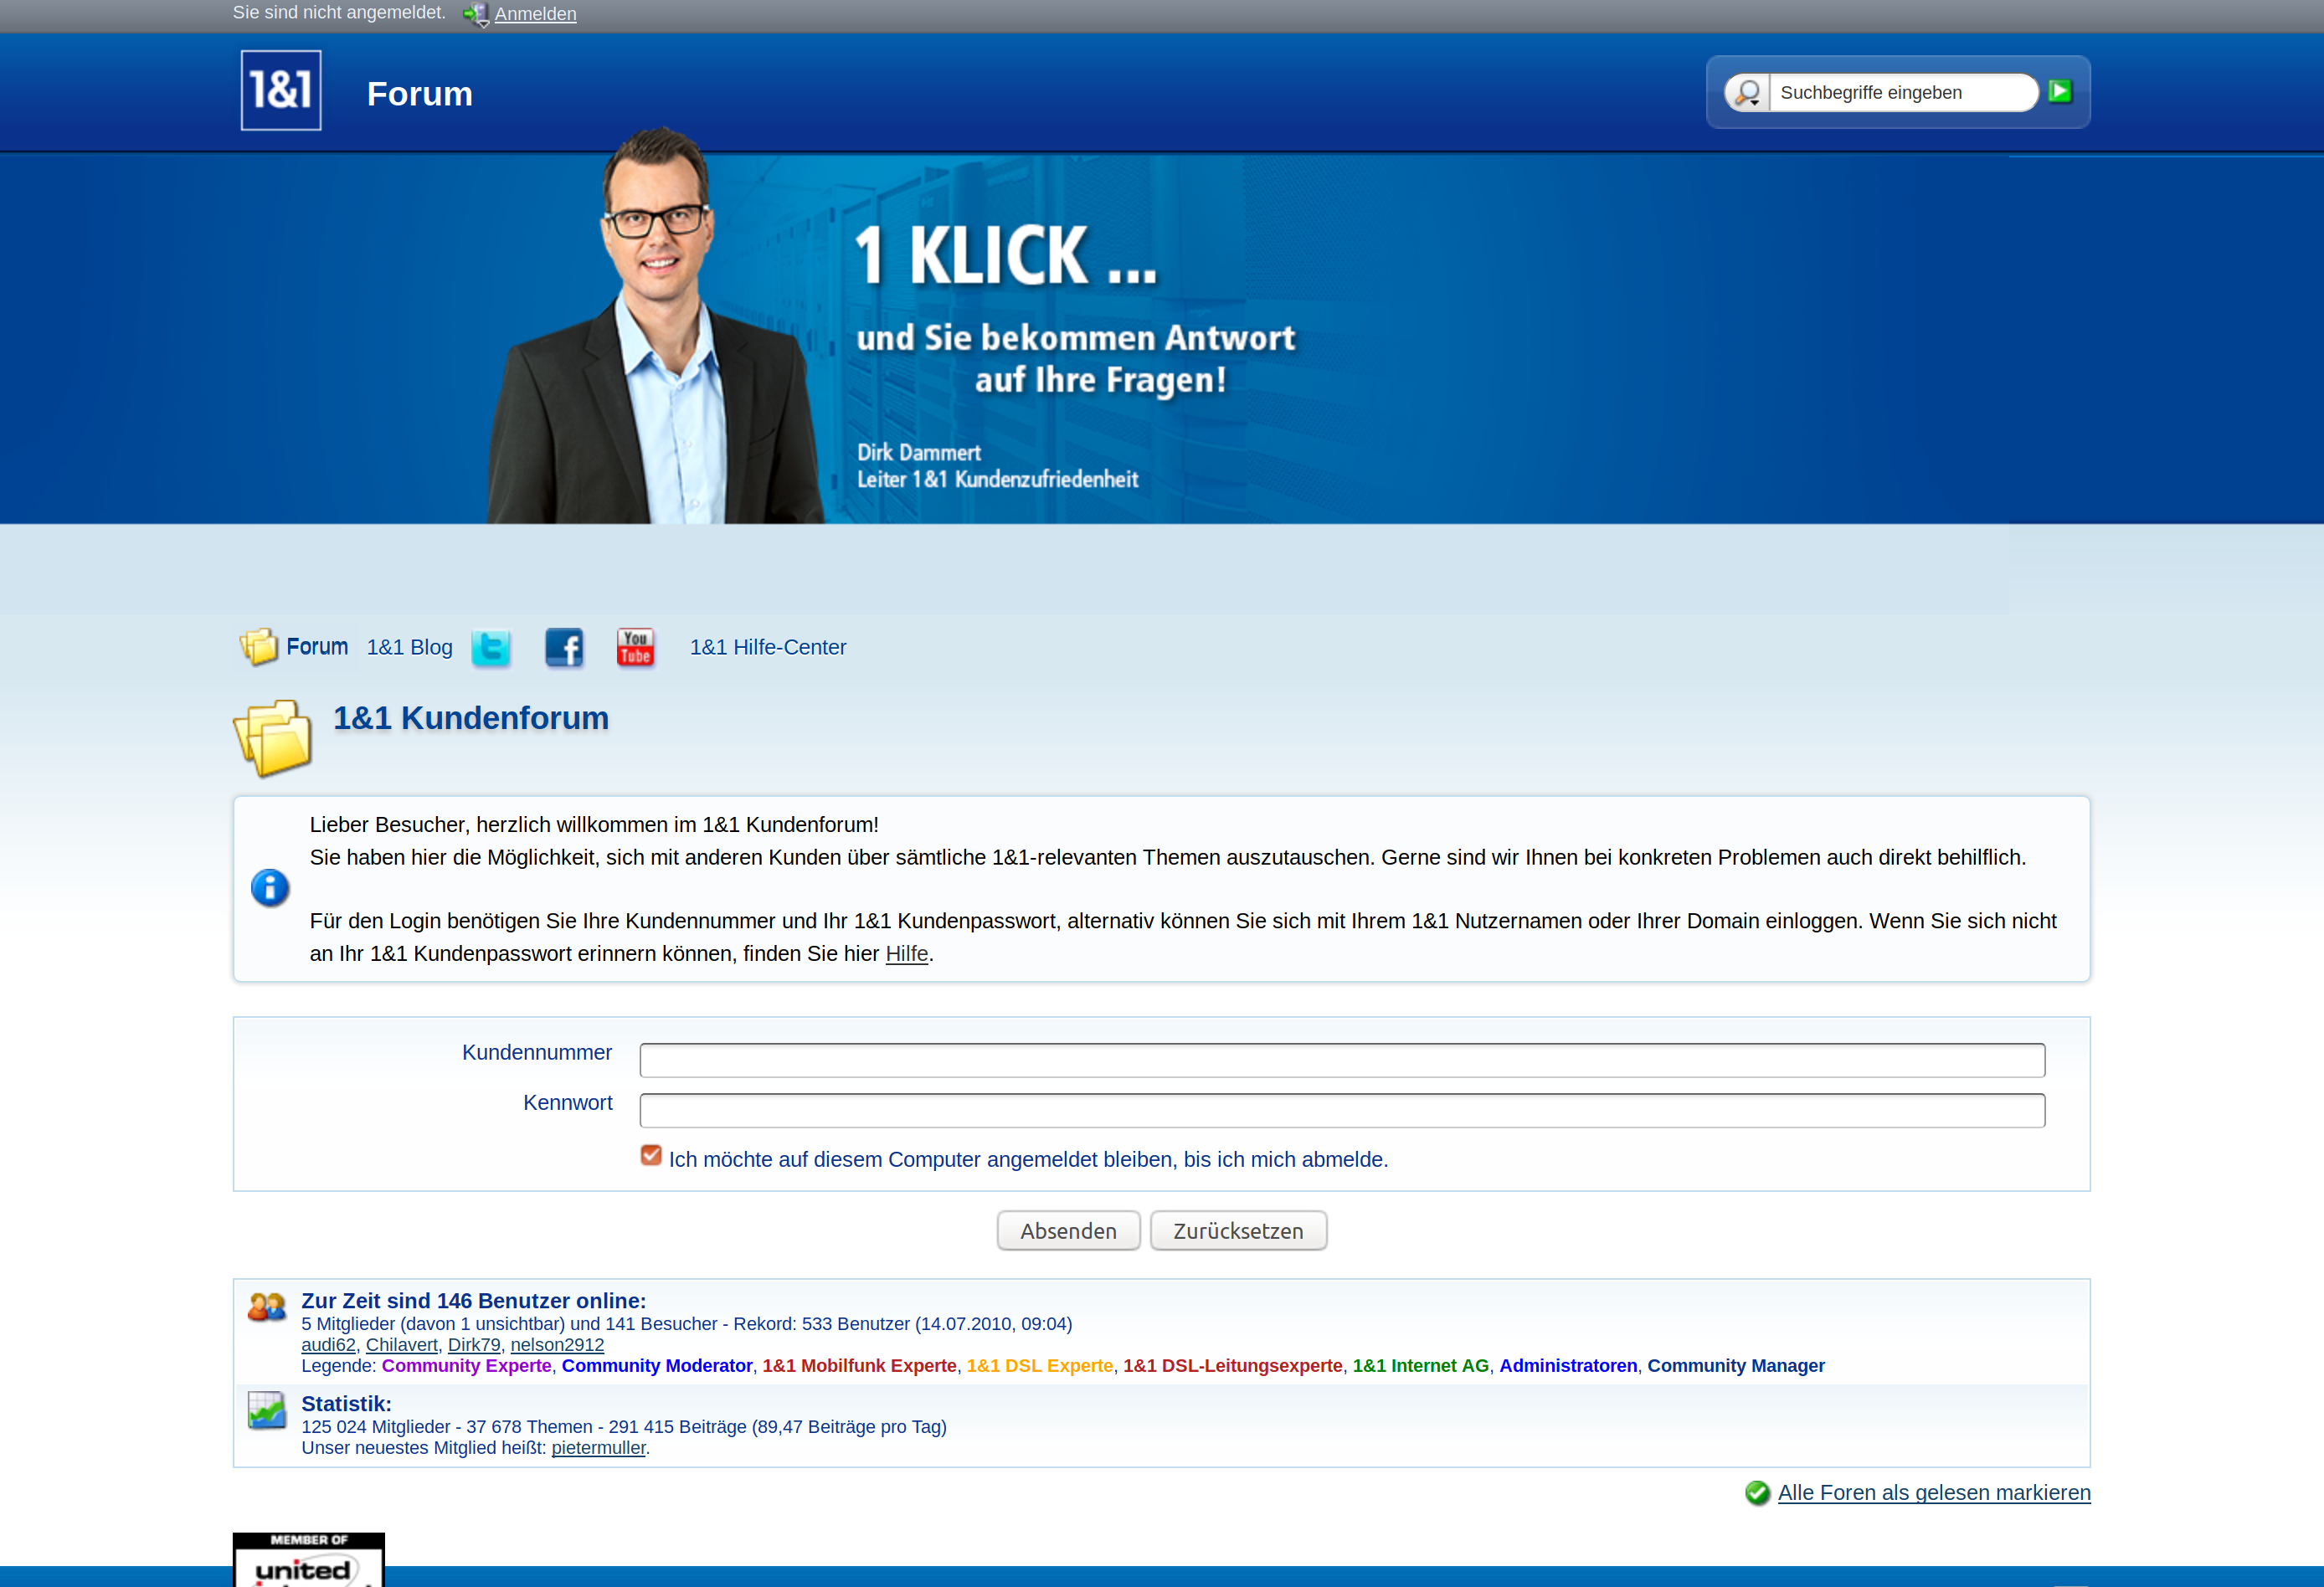 Sie sind nicht angemeldet. Anmelden
1&1
Forum
Suchbegriffe eingeben
1 KLICK ...
und Sie bekommen Antwort
auf Ihre Fragen!
Dirk Dammert
Leiter 1&1 Kundenzufriedenheit
Forum 1&1 Blog You Tube 1&1 Hilfe-Center
1&1 Kundenforum
Lieber Besucher, herzlich willkommen im 1&1 Kundenforum!
Sie haben hier die Möglichkeit, sich mit anderen Kunden über sämtliche 1&1-relevanten Themen auszutauschen. Gerne sind wir Ihnen bei konkreten Problemen auch direkt behilflich.
Für den Login benötigen Sie Ihre Kundennummer und Ihr 1&1 Kundenpasswort, alternativ können Sie sich mit Ihrem 1&1 Nutzernamen oder Ihrer Domain einloggen. Wenn Sie sich nicht
an Ihr 1&1 Kundenpasswort erinnern können, finden Sie hier Hilfe.
Kundennummer
Kennwort
Ich möchte auf diesem Computer angemeldet bleiben, bis ich mich abmelde.
Absenden Zurücksetzen
Zur Zeit sind 146 Benutzer online:
5 Mitglieder (davon 1 unsichtbar) und 141 Besucher - Rekord: 533 Benutzer (14.07.2010, 09:04)
audi62, Chilavert, Dirk79, nelson2912
Legende: Community Experte, Community Moderator, 1&1 Mobilfunk Experte, 1&1 DSL Experte, 1&1 DSL-Leitungsexperte, 1&1 Internet AG, Administratoren, Community Manager
Statistik:
125 024 Mitglieder - 37 678 Themen - 291 415 Beiträge (89,47 Beiträge pro Tag)
Unser neuestes Mitglied heißt: pietermuller.
Alle Foren als gelesen markieren
MEMBER OF
united